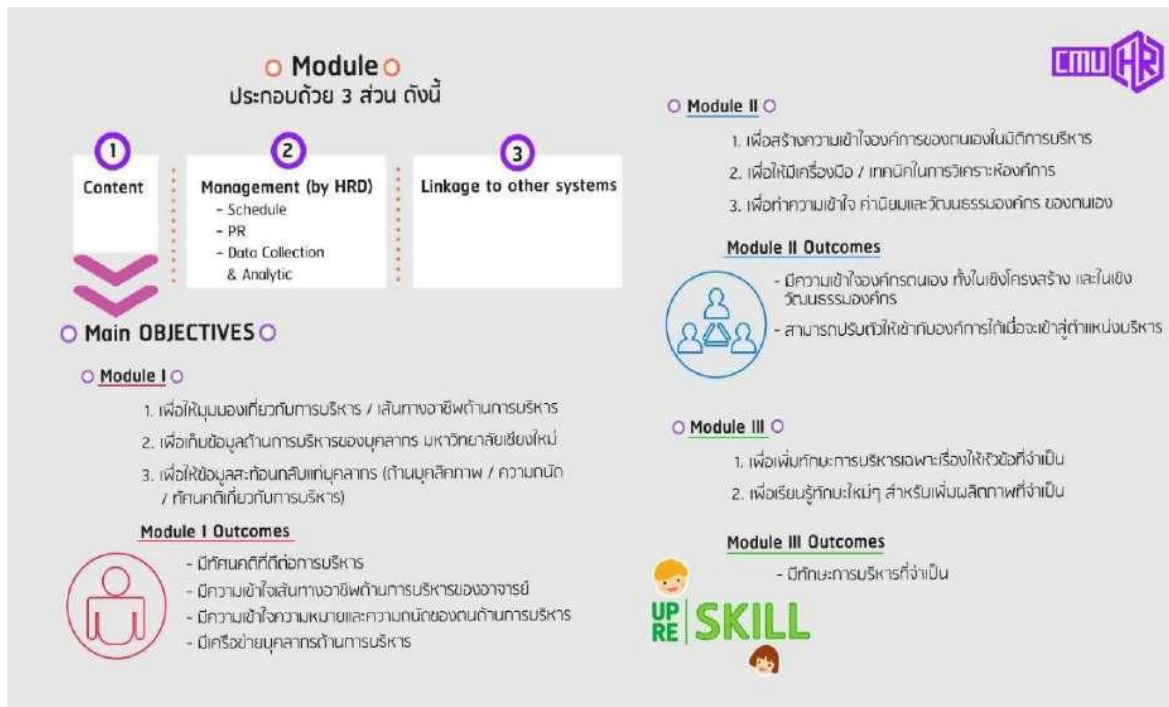 Module
ประกอบด้วย 3 ส่วน ดังนี้
1
Content
2
Management (by HRD)
- Schedule
- PR
- Data Collection
& Analytic
3
Linkage to other systems
Main OBJECTIVES
Module I
1. เพื่อให้มุมมองเกี่ยวกับการบริหาร / เส้นทางอาชีพด้านการบริหาร
2. เพื่อเก็บข้อมูลด้านการบริหารของบุคลากร มหาวิทยาลัยเชียงใหม่
3. เพื่อให้ข้อมูลสะท้อนกลับแก่บุคลากร (ด้านบุคลิกภาพ / ความถนัด
/ ทัศนคติเกี่ยวกับการบริหาร)
Module I Outcomes
- มีทัศนคติที่ดีต่อการบริหาร
- มีความเข้าใจเส้นทางอาชีพด้านการบริหารของอาจารย์
- มีความเข้าใจความหมายและความถนัดของตนด้านการบริหาร
- มีเครือข่ายบุคลากรด้านการบริหาร
CMU HR
Module II
1. เพื่อสร้างความเข้าใจองค์การของตนเองในมิติการบริหาร
2. เพื่อให้มีเครื่องมือ / เทคนิคในการวิเคราะห์องค์การ
3. เพื่อทำความเข้าใจ ค่านิยมและวัฒนธรรมองค์กร ของตนเอง
Module II Outcomes
- มีความเข้าใจองค์กรตนเอง ทั้งในเชิงโครงสร้าง และในเชิง
วัฒนธรรมองค์กร
- สามารถปรับตัวให้เข้ากับองค์การได้เมื่อจะเข้าสู่ตำแหน่งบริหาร
Module III
1. เพื่อเพิ่มทักษะการบริหารเฉพาะเรื่องให้หัวข้อที่จำเป็น
2. เพื่อเรียนรู้ทักษะใหม่ๆ สำหรับเพิ่มผลิตภาพที่จำเป็น
Module III Outcomes
- มีทักษะการบริหารที่จำเป็น
UP
RE
SKILL